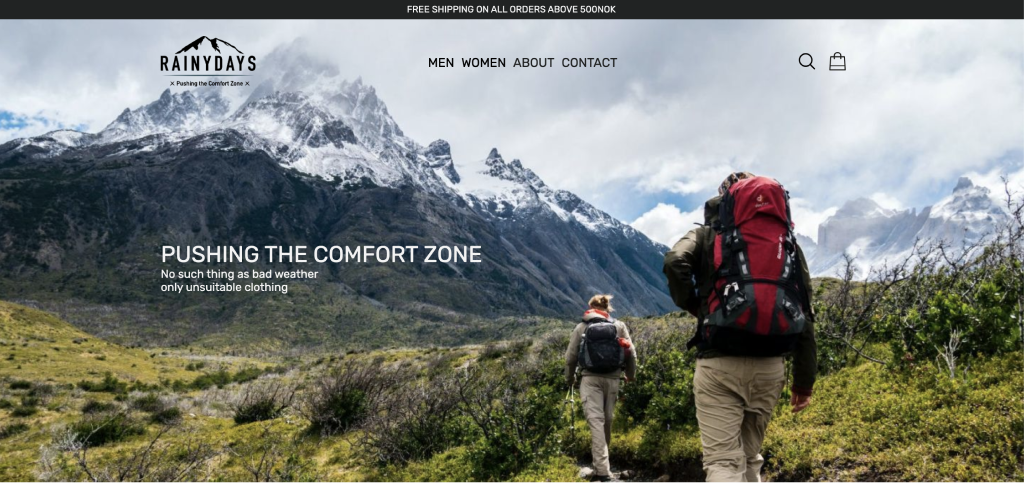 FREE SHIPPING ON ALL ORDERS ABOVE 500NOK
RAINYDAYS
× Pushing the Comfort Zone ×
MEN WOMEN ABOUT CONTACT
PUSHING THE COMFORT ZONE
No such thing as bad weather
only unsuitable clothing